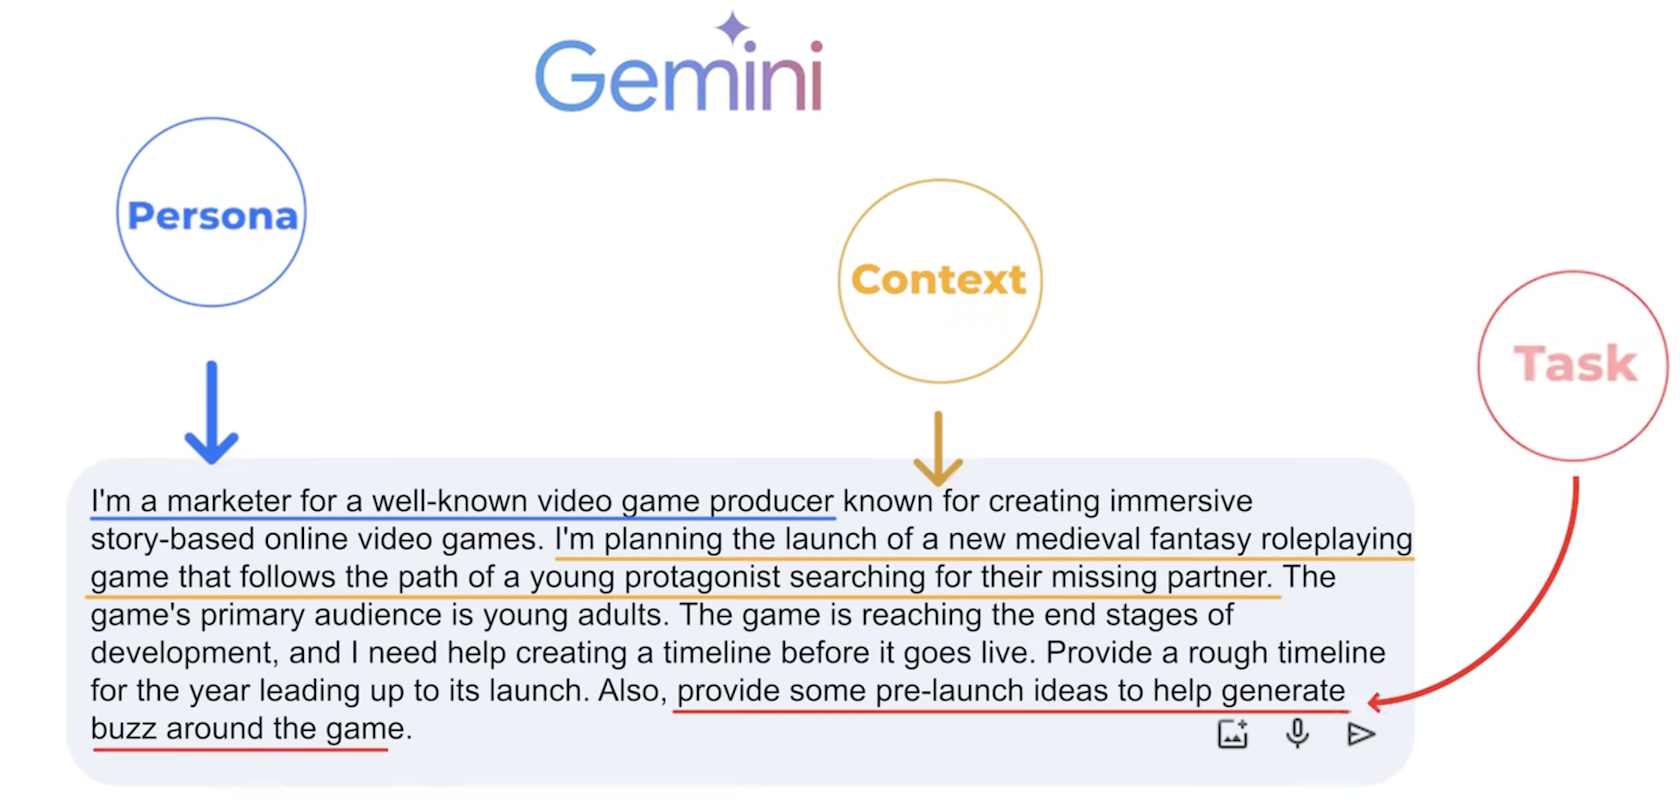 Gemini
Persona
Context
Task
I'm a marketer for a well-known video game producer known for creating immersive
story-based online video games. I'm planning the launch of a new medieval fantasy roleplaying
game that follows the path of a young protagonist searching for their missing partner. The
game's primary audience is young adults. The game is reaching the end stages of
development, and I need help creating a timeline before it goes live. Provide a rough timeline
for the year leading up to its launch. Also, provide some pre-launch ideas to help generate
buzz around the game.